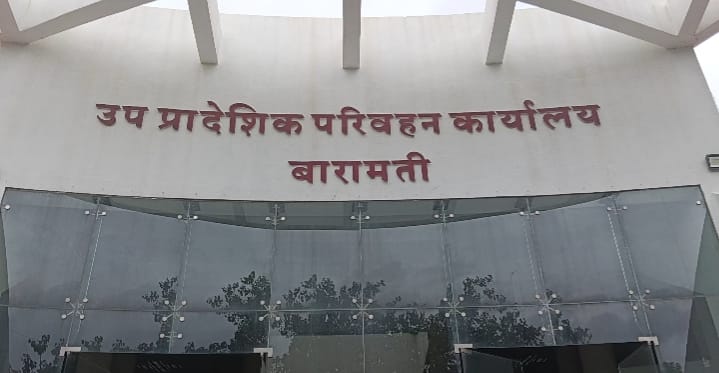 उप प्रादेशिक परिवहन कार्यालय
बारामती